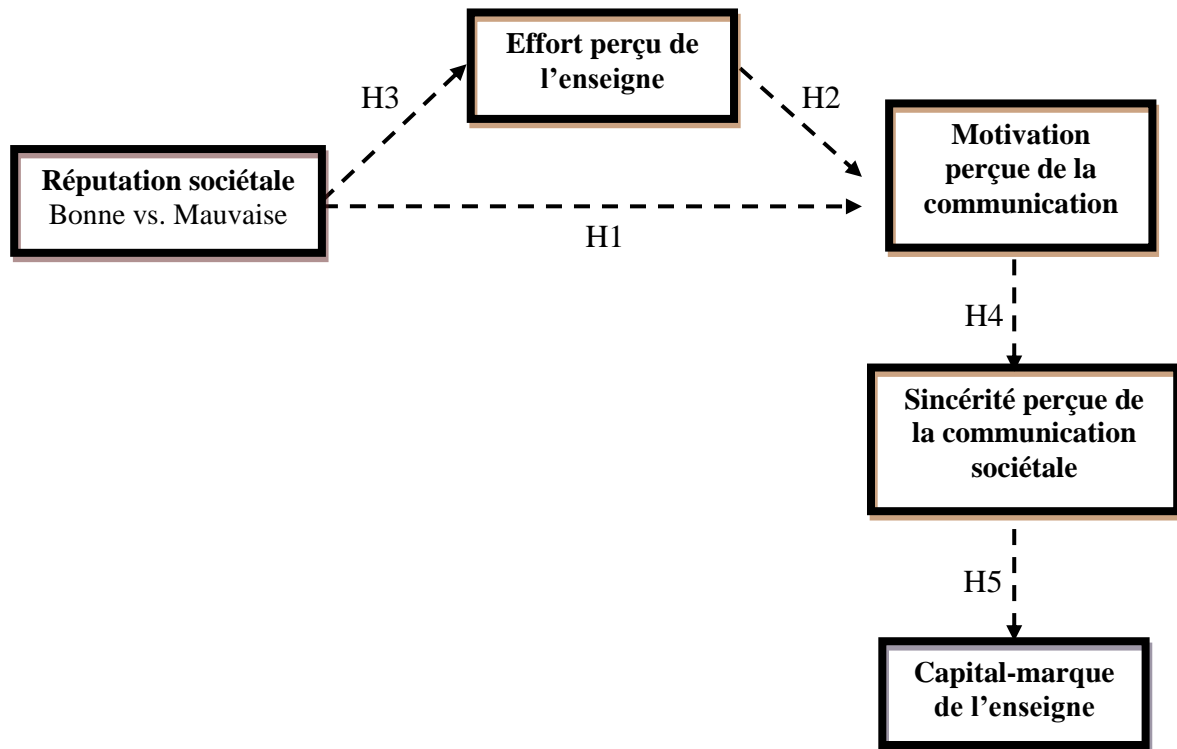 Effort perçu de
l’enseigne
H3
H2
Motivation
perçue de la
communication
Réputation sociétale
Bonne vs. Mauvaise
H1
H4
Sincérité perçue de
la communication
sociétale
H5
Capital-marque
de l’enseigne